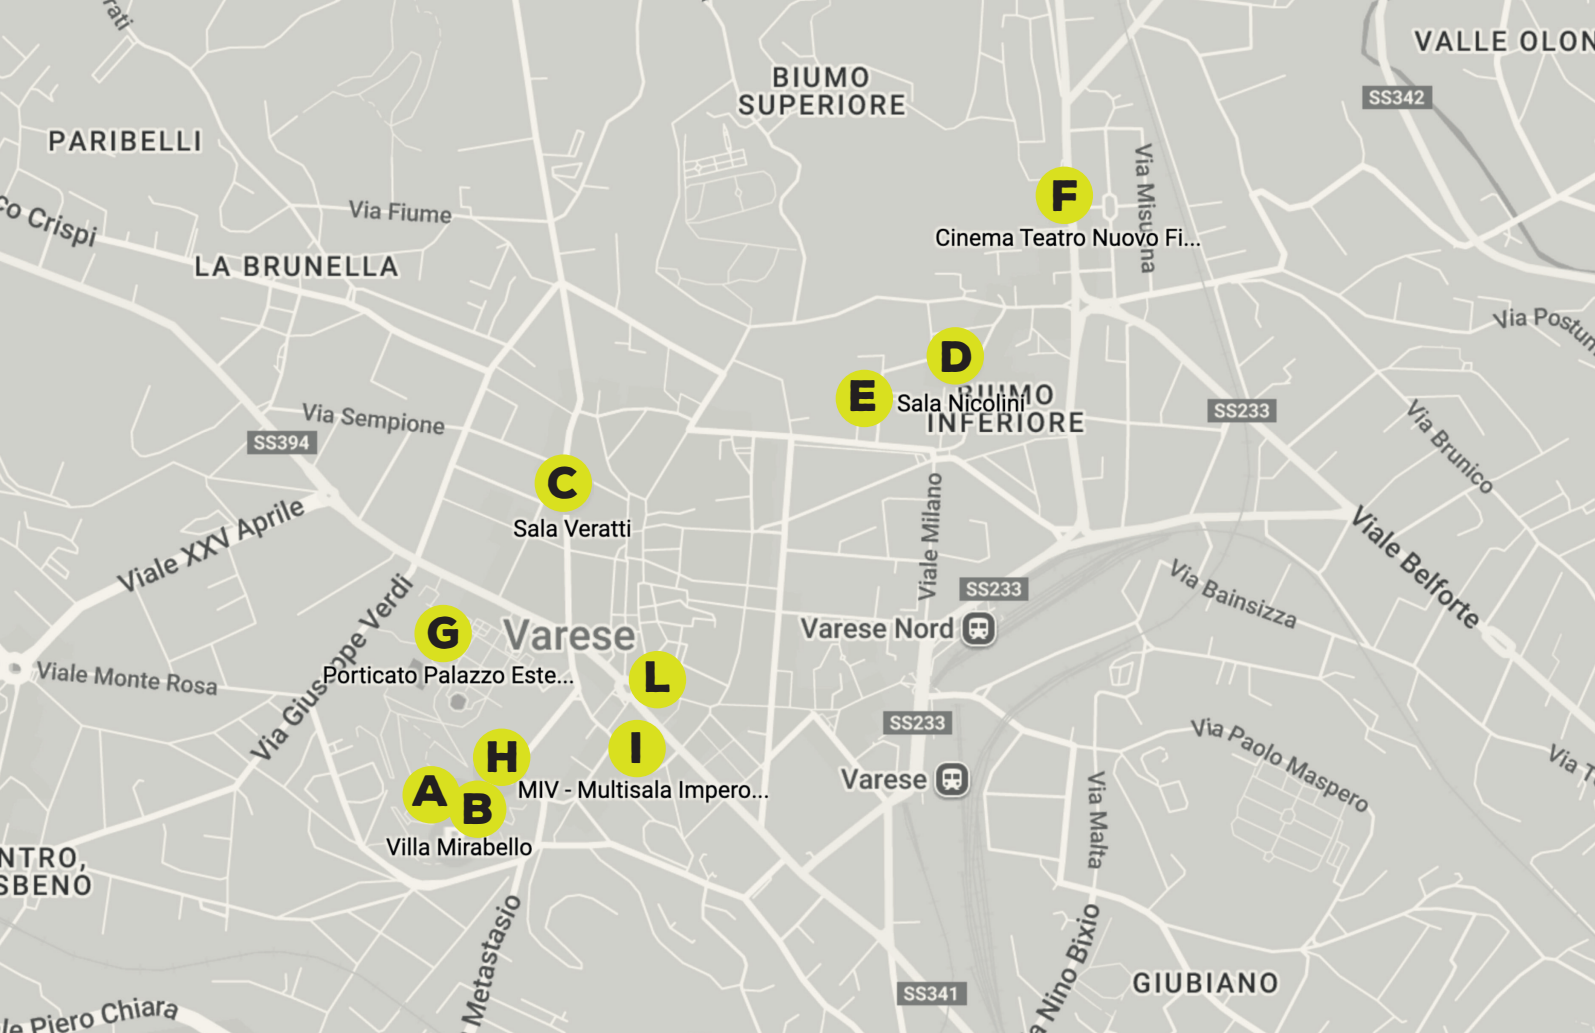 VALLE OLON
BIUMO
SUPERIORE
SS342
PARIBELLI
Via Misurina
F
co Crispi
Via Fiume
Cinema Teatro Nuovo Fi...
LA BRUNELLA
Via Postum
D
E
Sala Nicolini
BIUMO
INFERIORE
SS233
Via Sempione
SS394
Via Brunico
C
Sala Veratti
Viale XXV Aprile
Viale Milano
Viale Belforte
SS233
Via Bainsizza
Via Giuseppe Verdi
G
Varese
Varese Nord
Viale Monte Rosa
Porticato Palazzo Este...
L
SS233
I
H
Via Paolo Maspero
Varese
A
B
MIV - Multisala Impero...
Via T
Via Malta
Villa Mirabello
NTRO,
SBENO
Metastasio
a Nino Bixio
GIUBIANO
SS341
le Piero Chiara